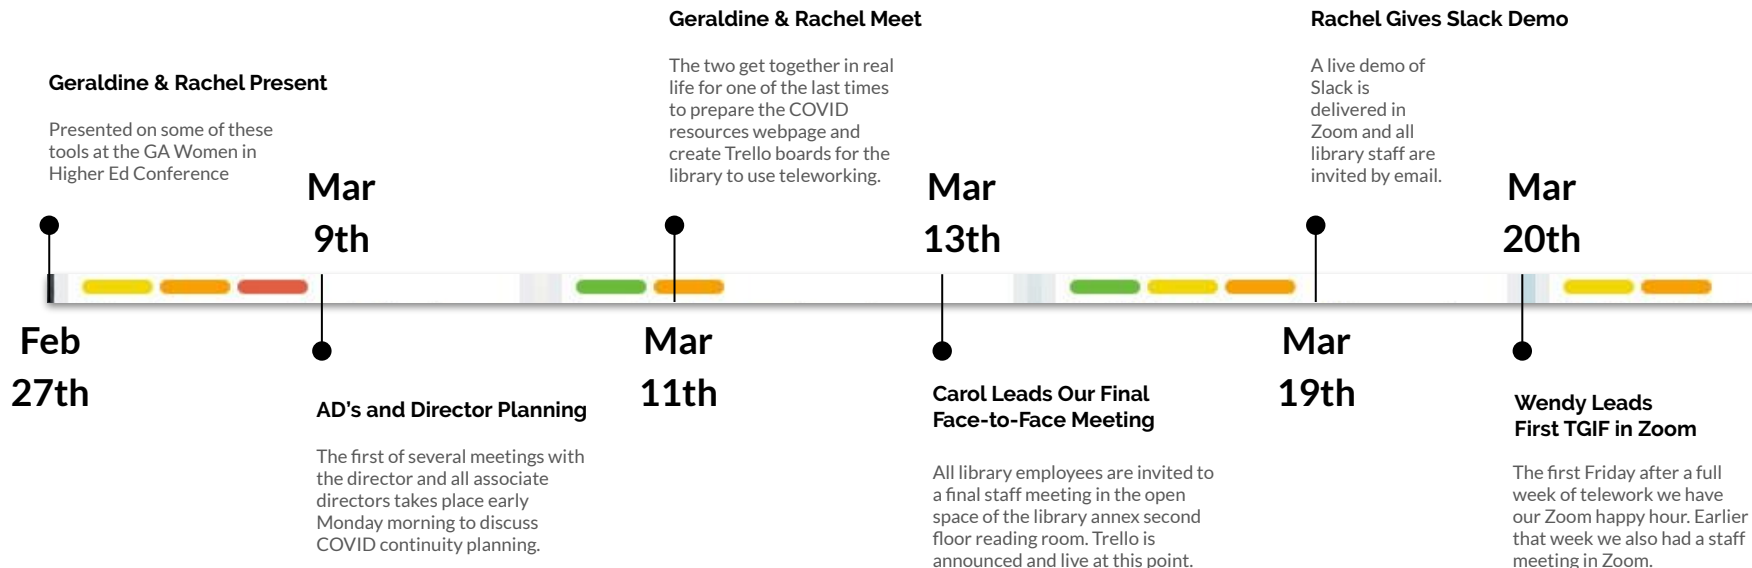 Geraldine & Rachel Present
Presented on some of these
tools at the GA Women in
Higher Ed Conference
Feb
27th
Mar
9th
AD's and Director Planning
The first of several meetings with
the director and all associate
directors takes place early
Monday morning to discuss
COVID continuity planning.
Geraldine & Rachel Meet
The two get together in real
life for one of the last times
to prepare the COVID
resources webpage and
create Trello boards for the
library to use teleworking.
Mar
11th
Mar
13th
Carol Leads Our Final
Face-to-Face Meeting
All library employees are invited to
a final staff meeting in the open
space of the library annex second
floor reading room. Trello is
announced and live at this point.
Rachel Gives Slack Demo
A live demo of
Slack is
delivered in
Zoom and all
library staff are
invited by email.
Mar
19th
Mar
20th
Wendy Leads
First TGIF in Zoom
The first Friday after a full
week of telework we have
our Zoom happy hour. Earlier
that week we also had a staff
meeting in Zoom.